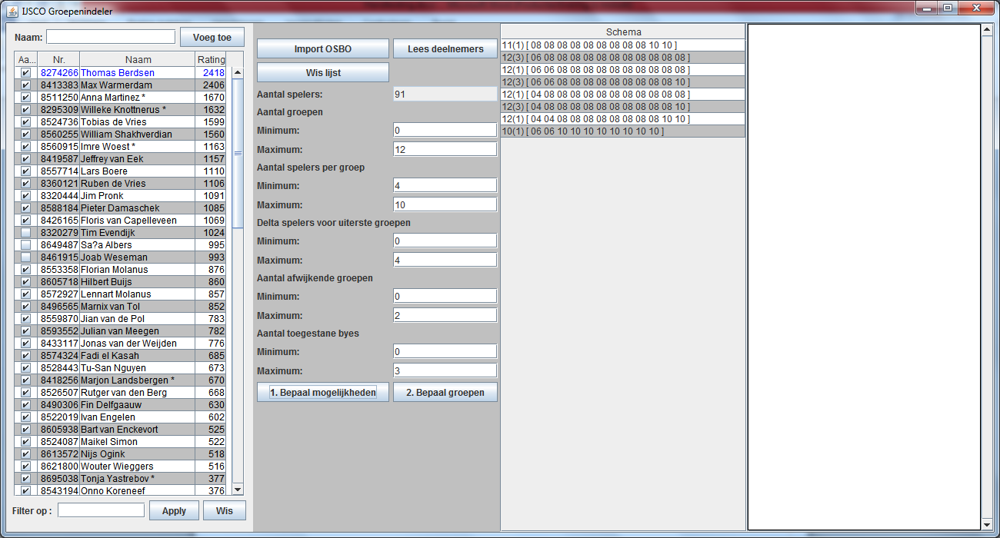 IJSCO Groepenindeler
Naam: Voeg toe
Aa... Nr. Naam Rating
8274266 Thomas Berdsen 2418
8413383 Max Warmerdam 2406
8511250 Anna Martinez * 1670
8295309 Willeke Knottnerus * 1632
8524736 Tobias de Vries 1599
8560255 William Shakhverdian 1560
8560915 Imre Woest * 1163
8419587 Jeffrey van Eek 1157
8557714 Lars Boere 1110
8360121 Ruben de Vries 1106
8320444 Jim Pronk 1091
8588184 Pieter Damaschek 1085
8426165 Floris van Capelleveen 1069
8320279 Tim Evendijk 1024
8649487 Sa?a Albers 995
8461915 Joab Weseman 993
8553358 Florian Molanus 876
8605718 Hilbert Buijs 860
8572927 Lennart Molanus 857
8496565 Marnix van Tol 852
8559870 Jian van de Pol 783
8593552 Julian van Meegen 782
8433117 Jonas van der Weijden 776
8574324 Fadi el Kasah 685
8528443 Tu-San Nguyen 673
8418256 Marjon Landsbergen * 670
8526507 Rutger van den Berg 668
8490306 Fin Delfgaauw 630
8522019 Ivan Engelen 602
8605938 Bart van Enckevort 525
8524087 Maikel Simon 522
8613572 Nijs Ogink 518
8621800 Wouter Wieggers 516
8695038 Tonja Yastrebov * 377
8543194 Onno Koreneef 376
Filter op : Apply Wis
Import OSBO Lees deelnemers
Wis lijst
Aantal spelers: 91
Aantal groepen
Minimum: 0
Maximum: 12
Aantal spelers per groep
Minimum: 4
Maximum: 10
Delta spelers voor uiterste groepen
Minimum: 0
Maximum: 4
Aantal afwijkende groepen
Minimum: 0
Maximum: 2
Aantal toegestane byes
Minimum: 0
Maximum: 3
1. Bepaal mogelijkheden 2. Bepaal groepen
Schema
11(1) [ 08 08 08 08 08 08 08 08 08 10 10 ]
12(3) [ 06 08 08 08 08 08 08 08 08 08 08 08 ]
12(1) [ 06 06 08 08 08 08 08 08 08 08 08 08 ]
12(3) [ 06 06 08 08 08 08 08 08 08 08 08 10 ]
12(1) [ 04 08 08 08 08 08 08 08 08 08 08 08 ]
12(3) [ 04 08 08 08 08 08 08 08 08 08 08 10 ]
12(1) [ 04 04 08 08 08 08 08 08 08 08 10 10 ]
10(1) [ 06 06 10 10 10 10 10 10 10 10 ]